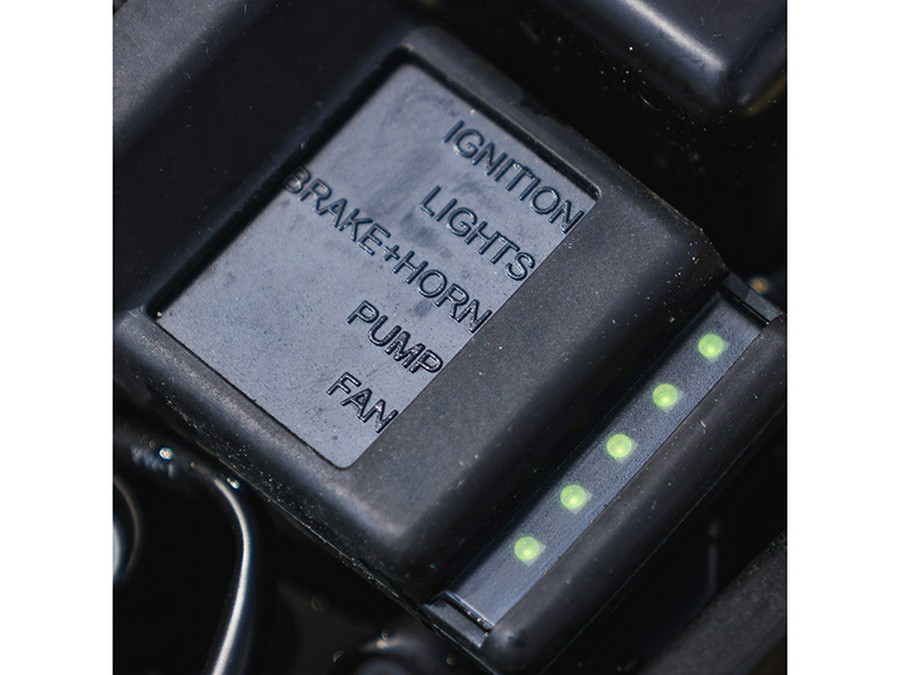 IGNITION
LIGHTS
BRAKE+HORN
PUMP
FAN